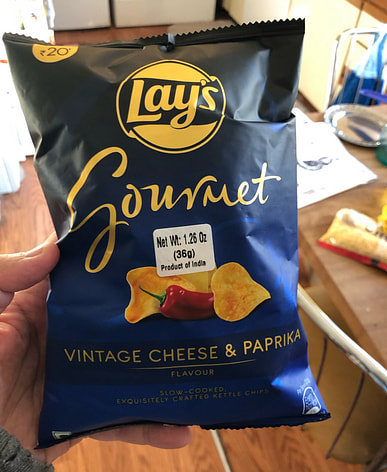 ₹20
Lay's
Gourmet
Net Wt: 1.26 Oz
(36g)
Product of India
VINTAGE CHEESE & PAPRIKA
FLAVOUR
SLOW-COOKED,
EXQUISITELY CRAFTED KETTLE CHIPS